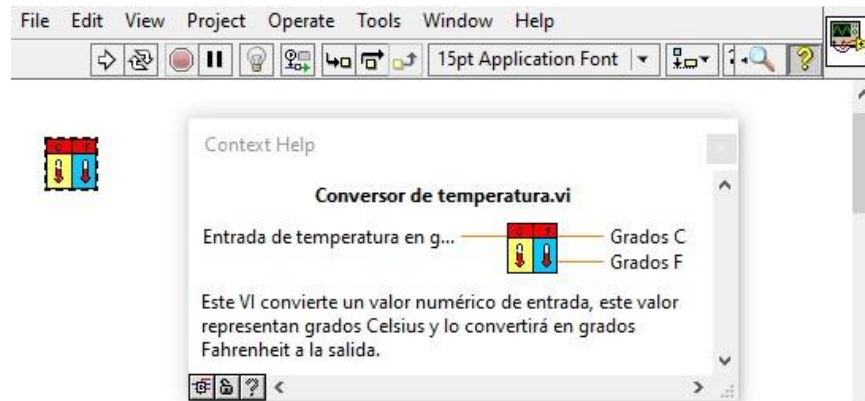 File Edit View Project Operate Tools Window Help
15pt Application Font
Context Help
Conversor de temperatura.vi
C F
Entrada de temperatura en g...
C F
Grados C
Grados F
Este VI convierte un valor numérico de entrada, este valor
representan grados Celsius y lo convertirá en grados
Fahrenheit a la salida.